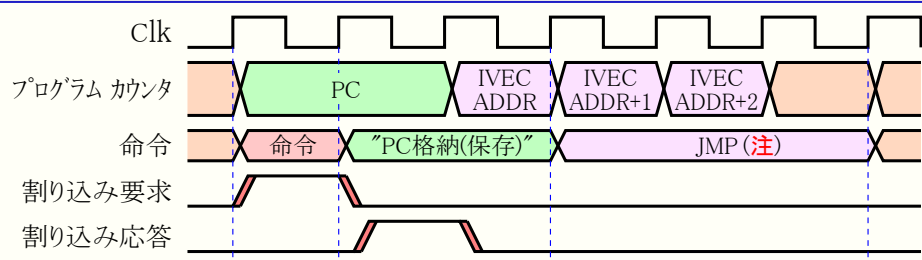 Clk
プログラム カウンタ
PC
IVEC
ADDR
IVEC
ADDR+1
IVEC
ADDR+2
命令
命令
"PC格納(保存)"
JMP (注)
割り込み要求
割り込み応答